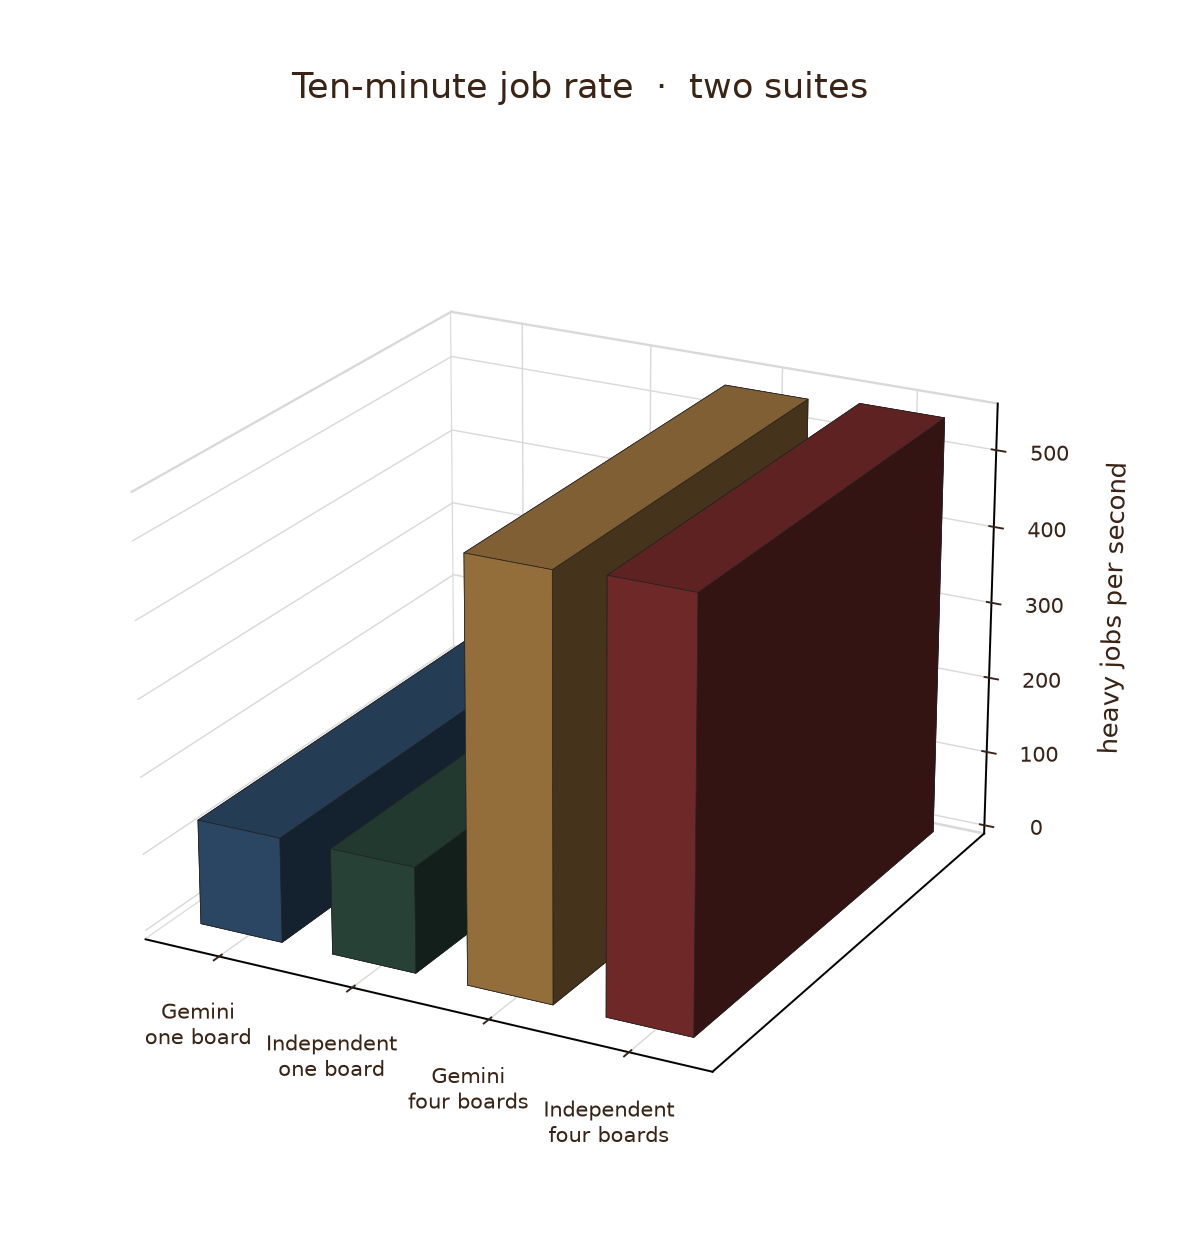 Ten-minute job rate · two suites
500
400
300
200
100
0
heavy jobs per second
Gemini
one board
Independent
one board
Gemini
four boards
Independent
four boards